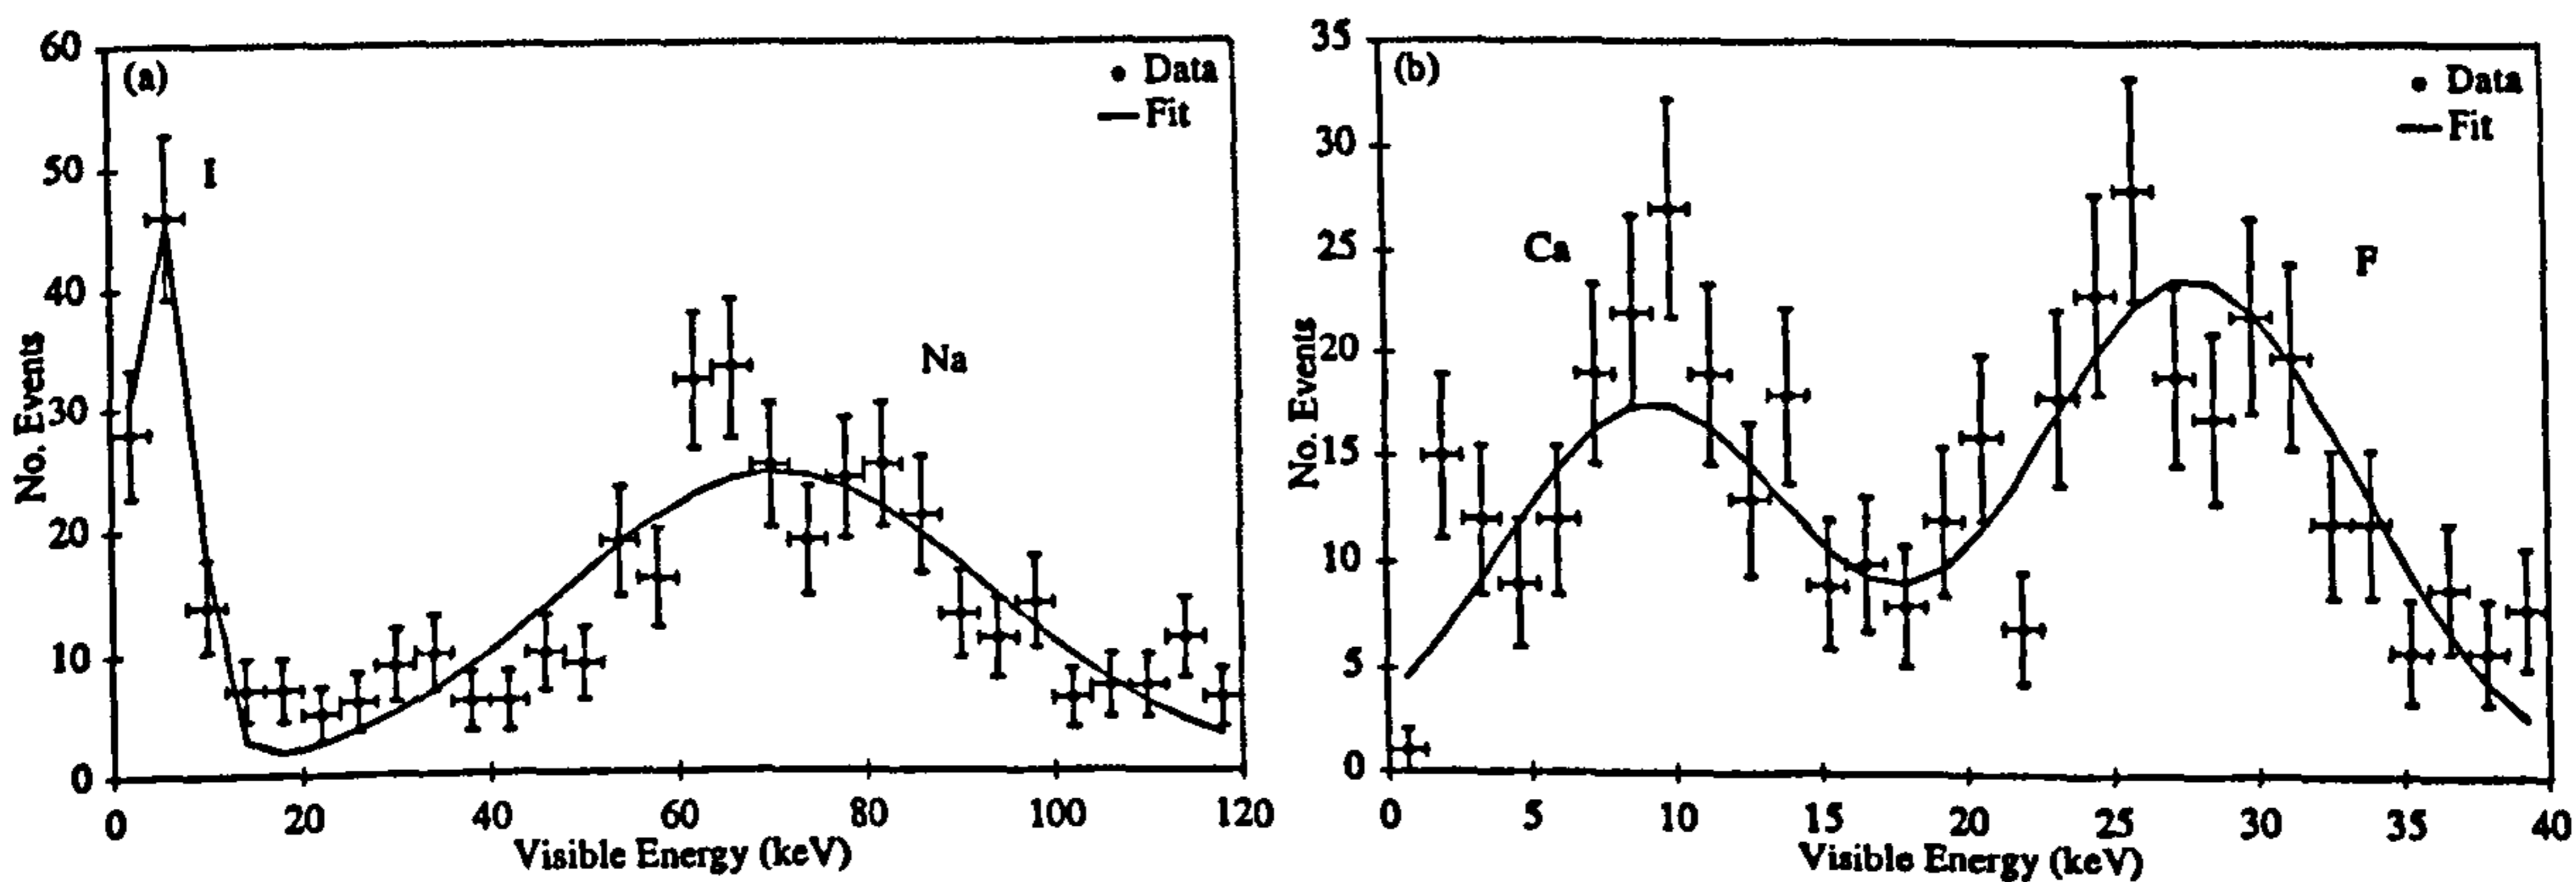 (a)
Data
Fit
I
Na
No. Events
60
50
40
30
20
10
0
0 20 40 60 80 100 120
Visible Energy (keV)
(b)
Data
Fit
Ca
F
No. Events
35
30
25
20
15
10
5
0
0 5 10 15 20 25 30 35 40
Visible Energy (keV)